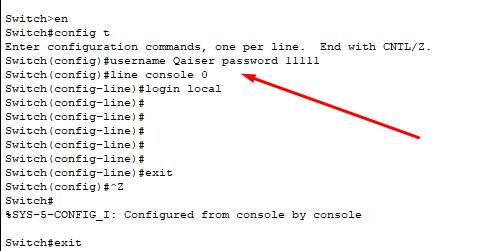 Switch>en
Switch#config t
Enter configuration commands, one per line.  End with CNTL/Z.
Switch(config)#username Qaiser password 11111
Switch(config)#line console 0
Switch(config-line)#login local
Switch(config-line)#
Switch(config-line)#
Switch(config-line)#
Switch(config-line)#
Switch(config-line)#
Switch(config-line)#exit
Switch(config)#^Z
Switch#
%SYS-5-CONFIG_I: Configured from console by console
Switch#exit